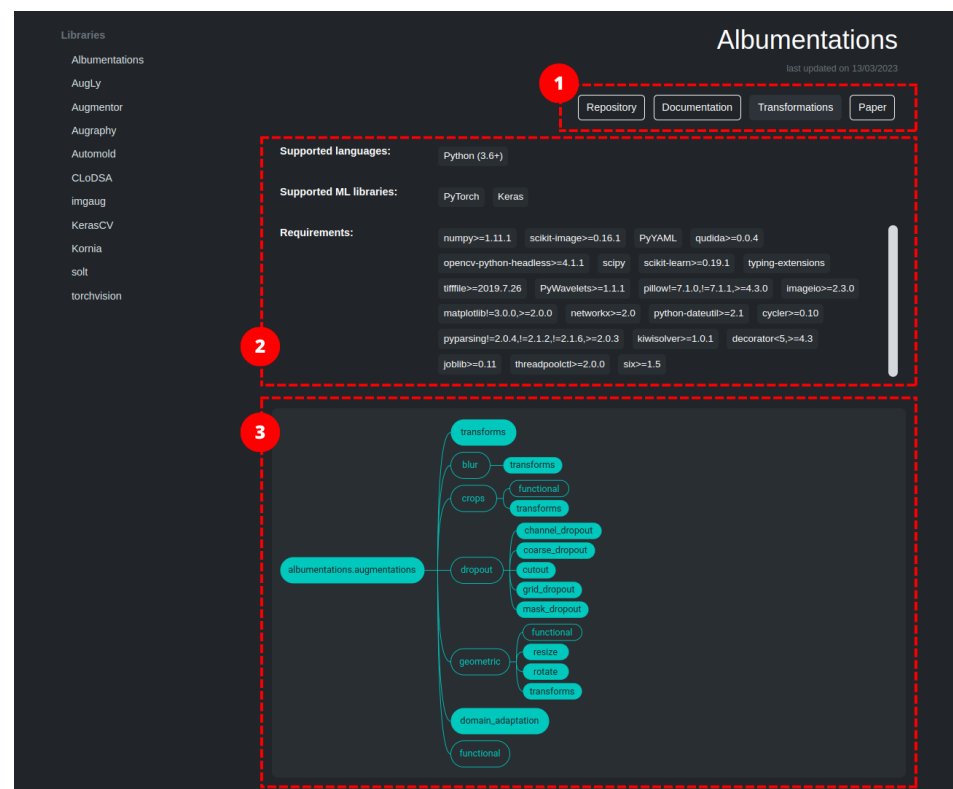 Libraries
Albumentations
AugLy
Augmentor
Augraphy
Automold
CLoDSA
imgaug
KerasCV
Kornia
solt
torchvision
Albumentations
last updated on 13/03/2023
1
Repository Documentation Transformations Paper
Supported languages: Python (3.6+)
Supported ML libraries: PyTorch Keras
Requirements: numpy>=1.11.1 scikit-image>=0.16.1 PyYAML qudida>=0.0.4
opencv-python-headless>=4.1.1 scipy scikit-learn>=0.19.1 typing-extensions
tifffile>=2019.7.26 PyWavelets>=1.1.1 pillow!=7.1.0,!=7.1.1,>=4.3.0 imageio>=2.3.0
matplotlib!=3.0.0,>=2.0.0 networkx>=2.0 python-dateutil>=2.1 cycler>=0.10
pyparsing!=2.0.4,!=2.1.2,!=2.1.6,>=2.0.3 kiwisolver>=1.0.1 decorator<5,>=4.3
joblib>=0.11 threadpoolctl>=2.0.0 six>=1.5
2
3
transforms
blur transforms
crops
functional
transforms
albumentations.augmentations
dropout
channel_dropout
coarse_dropout
cutout
grid_dropout
mask_dropout
geometric
functional
resize
rotate
transforms
domain_adaptation
functional